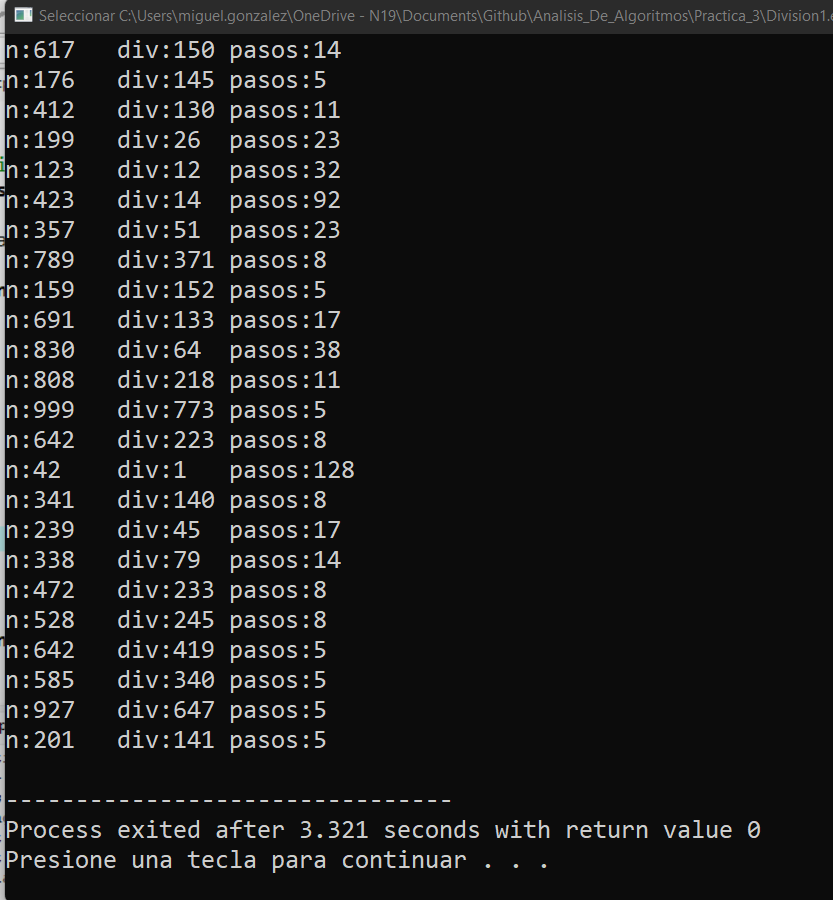 Seleccionar C:\Users\miguel.gonzalez\OneDrive - N19\Documents\Github\Analisis_De_Algoritmos\Practica_3\Division1.e
n:617   div:150 pasos:14
n:176   div:145 pasos:5
n:412   div:130 pasos:11
n:199   div:26  pasos:23
n:123   div:12  pasos:32
n:423   div:14  pasos:92
n:357   div:51  pasos:23
n:789   div:371 pasos:8
n:159   div:152 pasos:5
n:691   div:133 pasos:17
n:830   div:64  pasos:38
n:808   div:218 pasos:11
n:999   div:773 pasos:5
n:642   div:223 pasos:8
n:42    div:1   pasos:128
n:341   div:140 pasos:8
n:239   div:45  pasos:17
n:338   div:79  pasos:14
n:472   div:233 pasos:8
n:528   div:245 pasos:8
n:642   div:419 pasos:5
n:585   div:340 pasos:5
n:927   div:647 pasos:5
n:201   div:141 pasos:5
--------------------------------
Process exited after 3.321 seconds with return value 0
Presione una tecla para continuar . . .